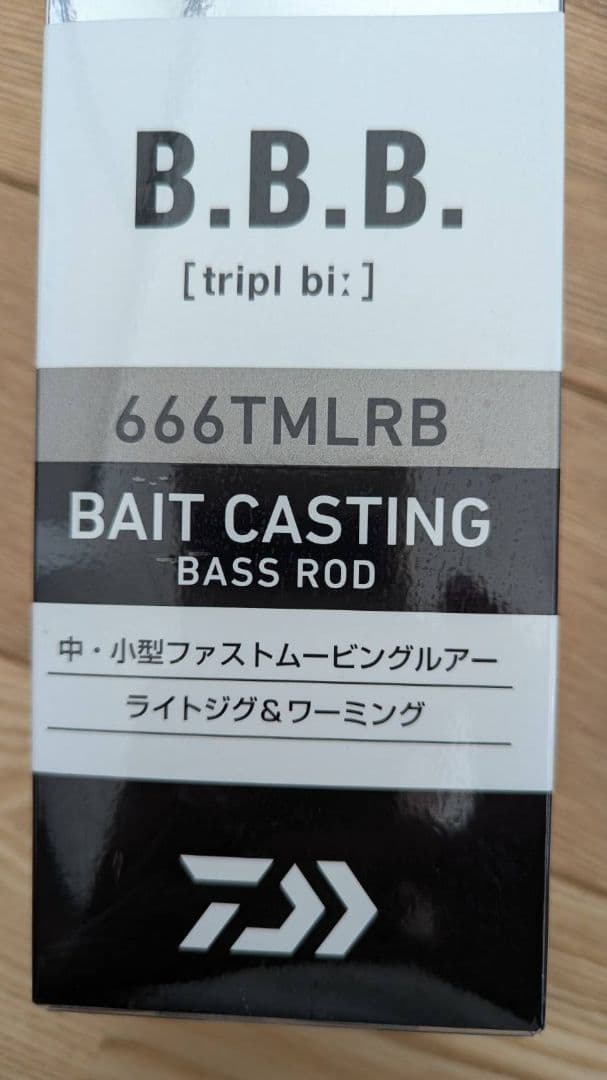 B.B.B.
[tripl biː]
666TMLRB
BAIT CASTING
BASS ROD
中・小型ファストムービングルアー
ライトジグ&ワーミング